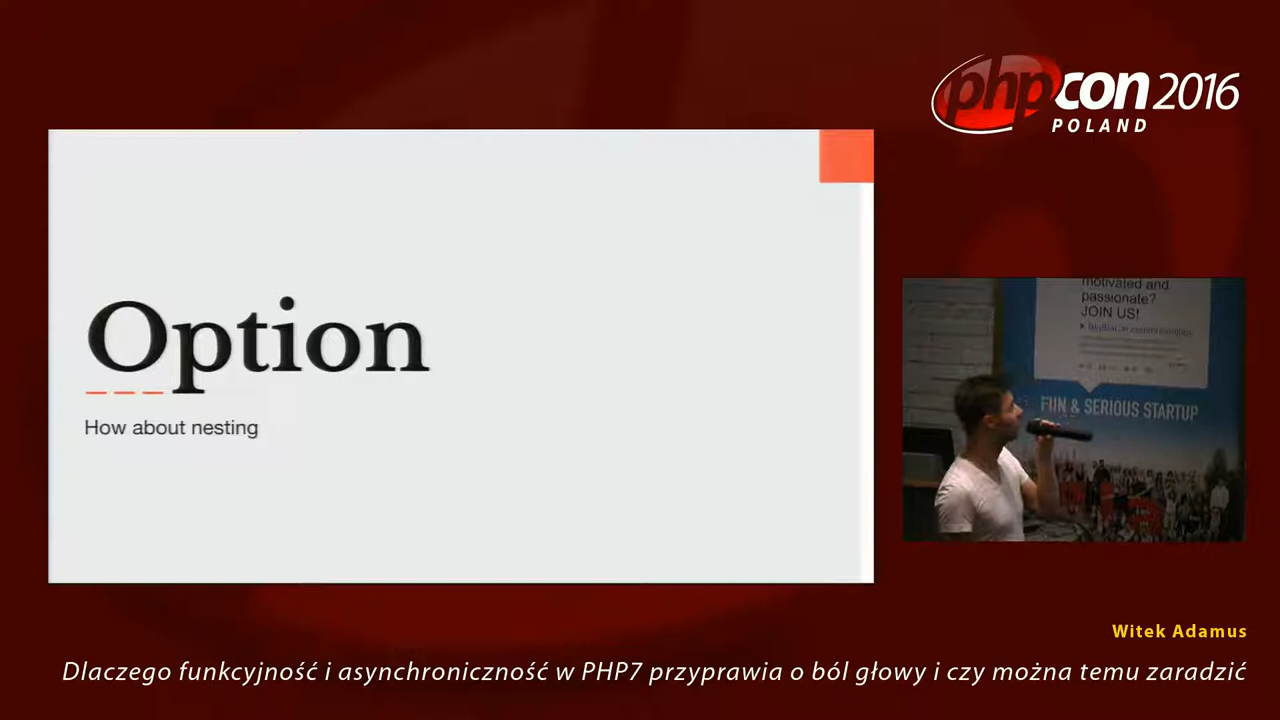 phpcon 2016
POLAND
Option
How about nesting
motivated and
passionate?
JOIN US!
FUN & SERIOUS STARTUP
Witek Adamus
Dlaczego funkcyjność i asynchroniczność w PHP7 przyprawia o ból głowy i czy można temu zaradzić